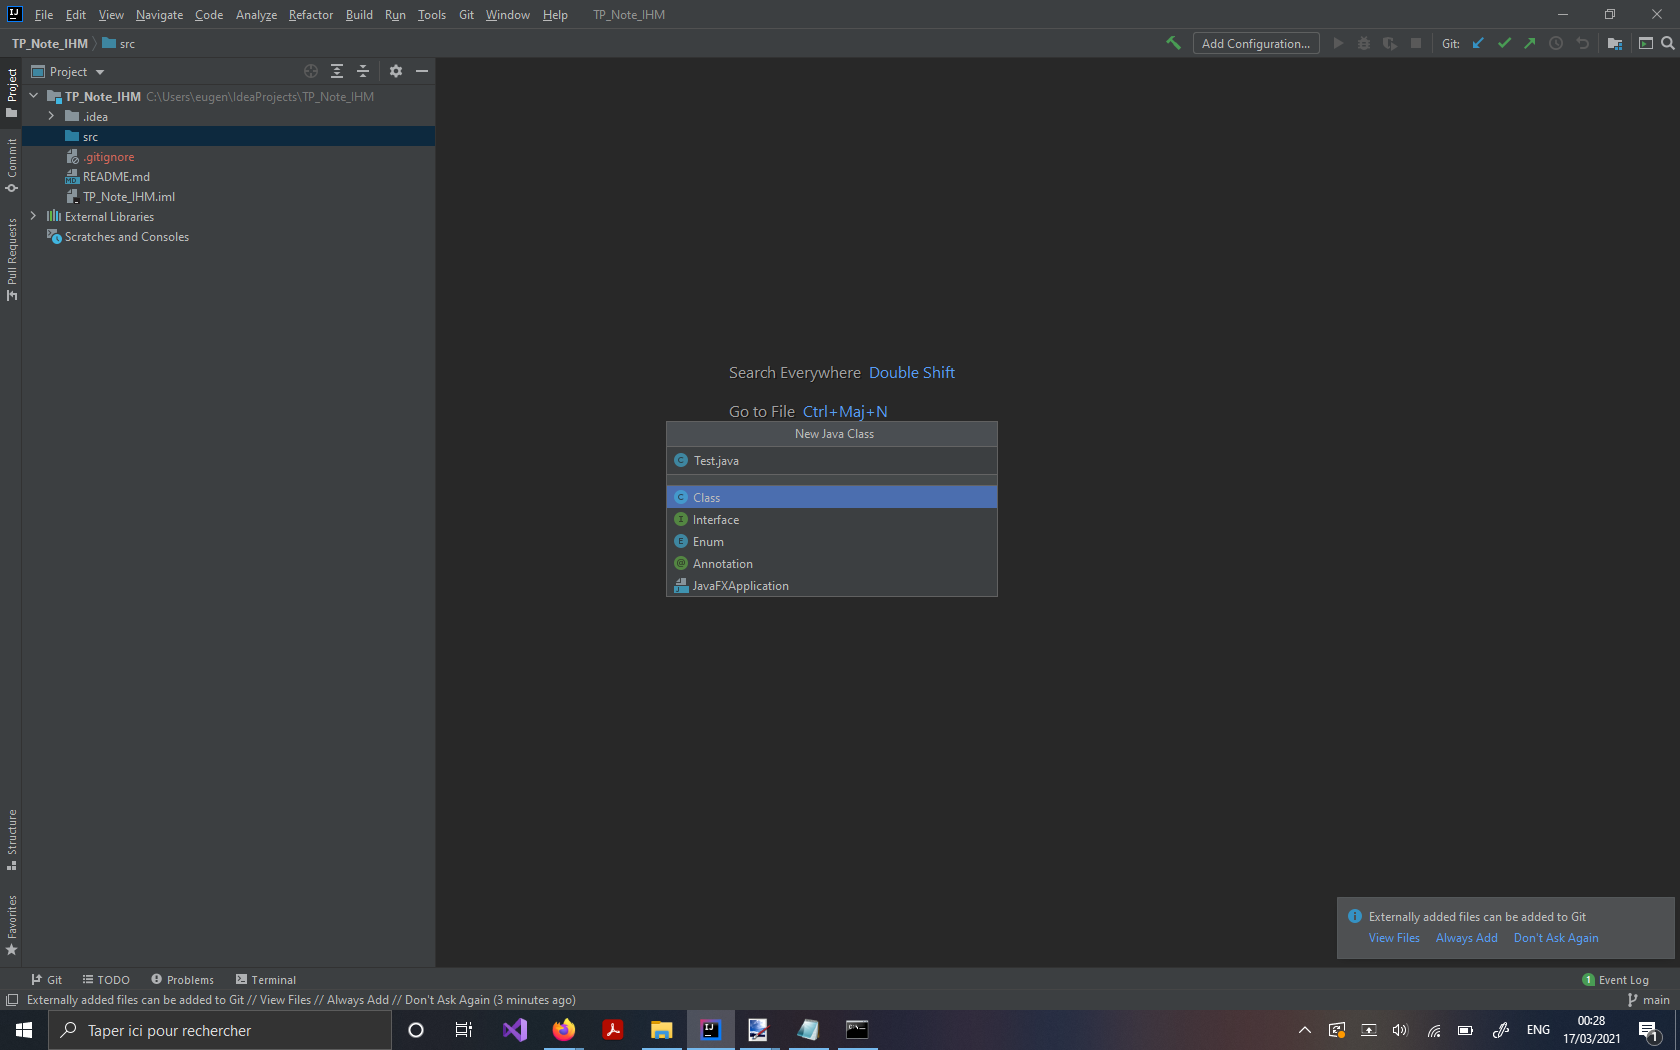 File Edit View Navigate Code Analyze Refactor Build Run Tools Git Window Help TP_Note_IHM
TP_Note_IHM src
Add Configuration... Git:
Project
TP_Note_IHM C:\Users\eugen\IdeaProjects\TP_Note_IHM
.idea
src
.gitignore
README.md
TP_Note_IHM.iml
External Libraries
Scratches and Consoles
Project
Commit
Pull Requests
Structure
Favorites
Search Everywhere Double Shift
Go to File Ctrl+Maj+N
New Java Class
Test.java
Class
Interface
Enum
Annotation
JavaFXApplication
Externally added files can be added to Git
View Files Always Add Don't Ask Again
Git TODO Problems Terminal
1 Event Log
Externally added files can be added to Git // View Files // Always Add // Don't Ask Again (3 minutes ago)
main
Taper ici pour rechercher
ENG
00:28
17/03/2021
1